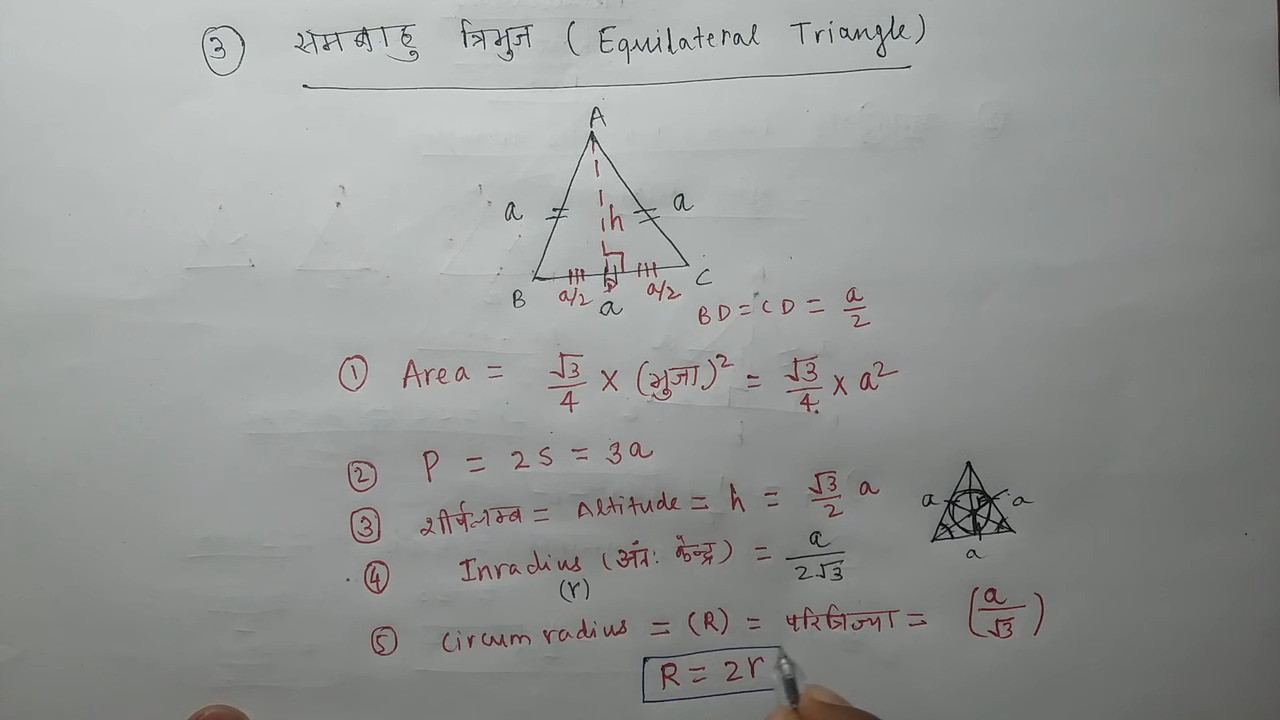 ③ समबाहु त्रिभुज (Equilateral Triangle)
A
a a
h
B a/2 D a/2 C
a
BD = CD = a/2
① Area = √3/4 × (भुजा)² = √3/4 × a²
② P = 2S = 3a
③ शीर्षलम्ब = Altitude = h = √3/2 a
a a
a
④ Inradius (अंत: केन्द्र) = a/2√3
(r)
⑤ Circum radius = (R) = परित्रिज्या = (a/√3)
R = 2r